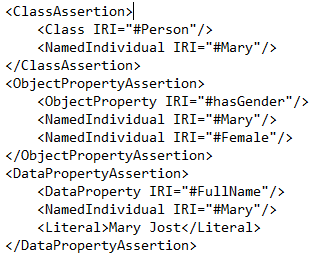 <ClassAssertion>
    <Class IRI="#Person"/>
    <NamedIndividual IRI="#Mary"/>
</ClassAssertion>
<ObjectPropertyAssertion>
    <ObjectProperty IRI="#hasGender"/>
    <NamedIndividual IRI="#Mary"/>
    <NamedIndividual IRI="#Female"/>
</ObjectPropertyAssertion>
<DataPropertyAssertion>
    <DataProperty IRI="#FullName"/>
    <NamedIndividual IRI="#Mary"/>
    <Literal>Mary Jost</Literal>
</DataPropertyAssertion>